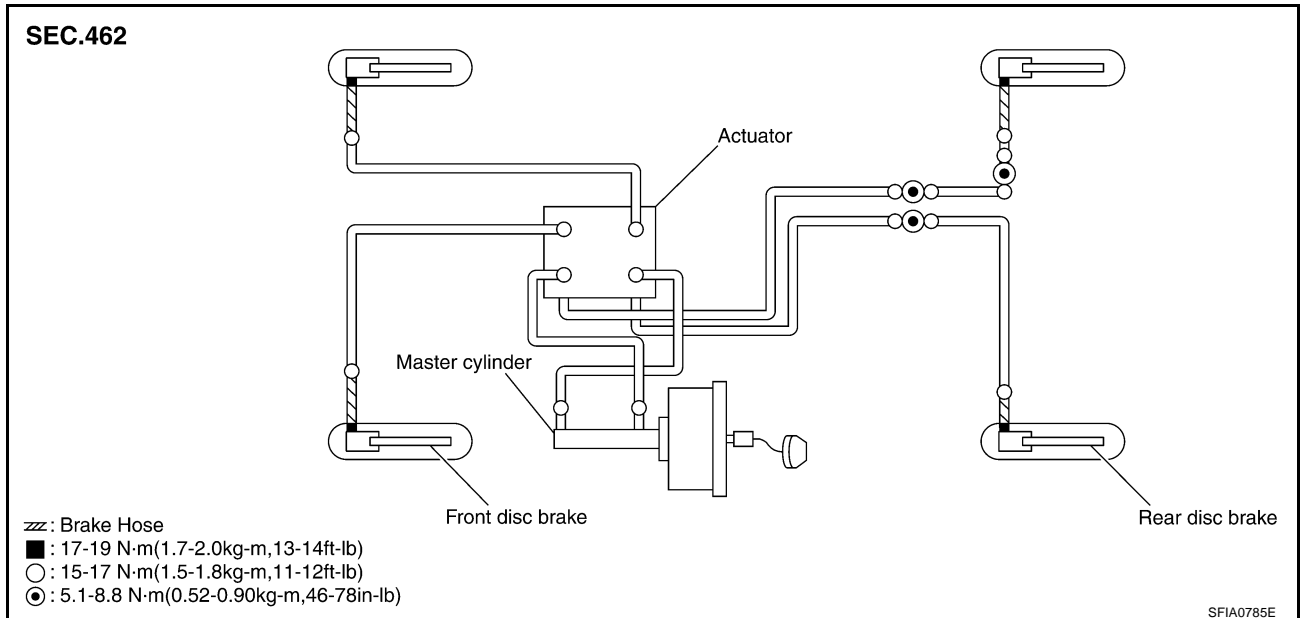 SEC.462
Actuator
Master cylinder
Front disc brake
Rear disc brake
: Brake Hose
: 17-19 N·m(1.7-2.0kg-m,13-14ft-lb)
: 15-17 N·m(1.5-1.8kg-m,11-12ft-lb)
: 5.1-8.8 N·m(0.52-0.90kg-m,46-78in-lb)
SFIA0785E